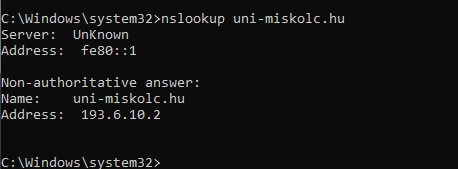 C:\Windows\system32>nslookup uni-miskolc.hu
Server:  UnKnown
Address:  fe80::1

Non-authoritative answer:
Name:    uni-miskolc.hu
Address:  193.6.10.2


C:\Windows\system32>